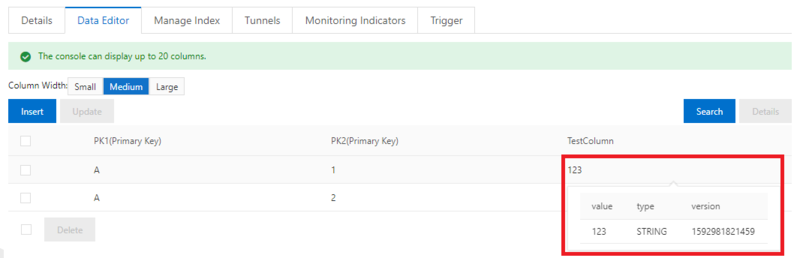 Details Data Editor Manage Index Tunnels Monitoring Indicators Trigger
The console can display up to 20 columns.
Column Width: Small Medium Large
Insert Update Search Details
PK1(Primary Key) PK2(Primary Key) TestColumn
A 1 123
A 2
value type version
123 STRING 1592981821459
Delete